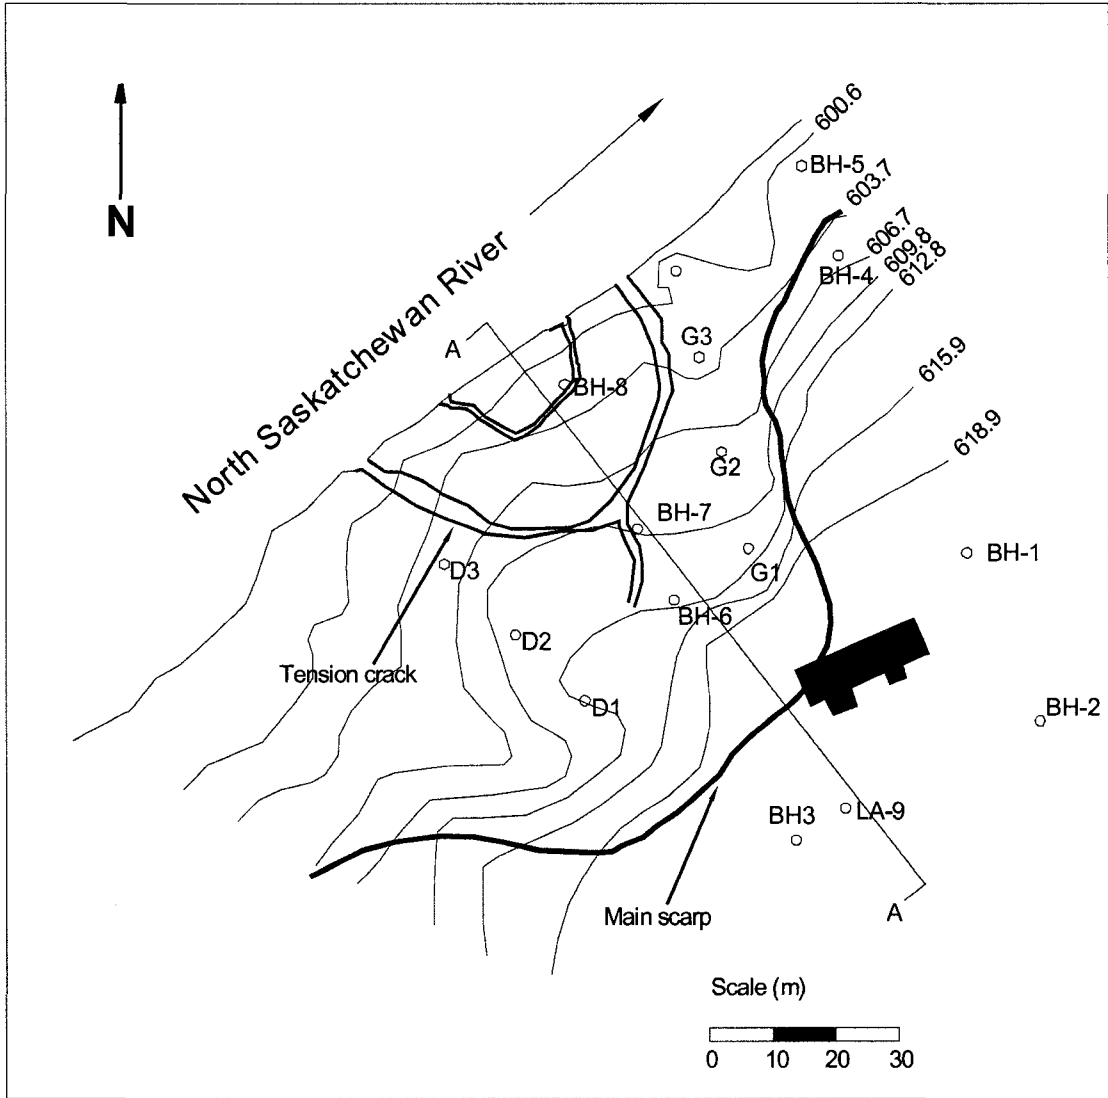 600.6
BH-5
603.7
N
606.7
609.8
BH-4
612.8
North Saskatchewan River
A
G3
615.9
BH-8
618.9
G2
BH-7
BH-1
G1
D3
BH-6
D2
Tension crack
D1
BH-2
BH3
LA-9
Main scarp
A
Scale (m)
0 10 20 30